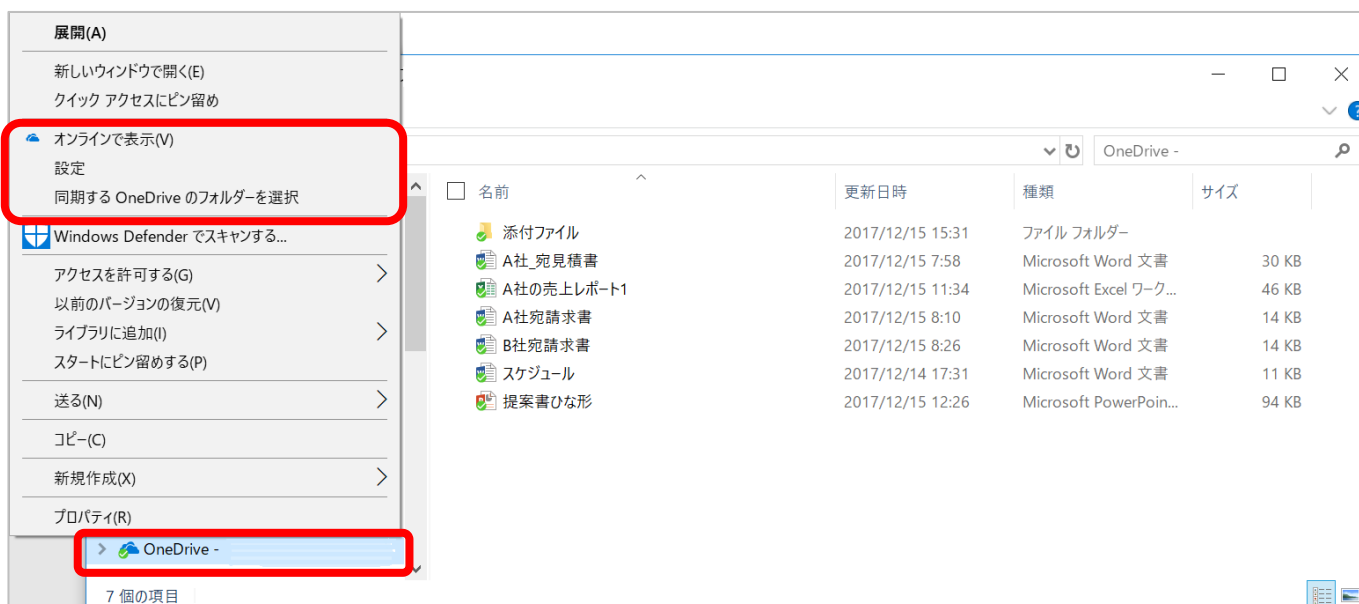 展開(A)
新しいウィンドウで開く(E)
クイック アクセスにピン留め
オンラインで表示(V)
設定
同期する OneDrive のフォルダーを選択
Windows Defender でスキャンする...
アクセスを許可する(G)
以前のバージョンの復元(V)
ライブラリに追加(I)
スタートにピン留めする(P)
送る(N)
コピー(C)
新規作成(X)
プロパティ(R)
OneDrive -
7 個の項目
OneDrive -
名前 更新日時 種類 サイズ
添付ファイル 2017/12/15 15:31 ファイル フォルダー
A社_宛見積書 2017/12/15 7:58 Microsoft Word 文書 30 KB
A社の売上レポート1 2017/12/15 11:34 Microsoft Excel ワーク... 46 KB
A社宛請求書 2017/12/15 8:10 Microsoft Word 文書 14 KB
B社宛請求書 2017/12/15 8:26 Microsoft Word 文書 14 KB
スケジュール 2017/12/14 17:31 Microsoft Word 文書 11 KB
提案書ひな形 2017/12/15 12:26 Microsoft PowerPoin... 94 KB